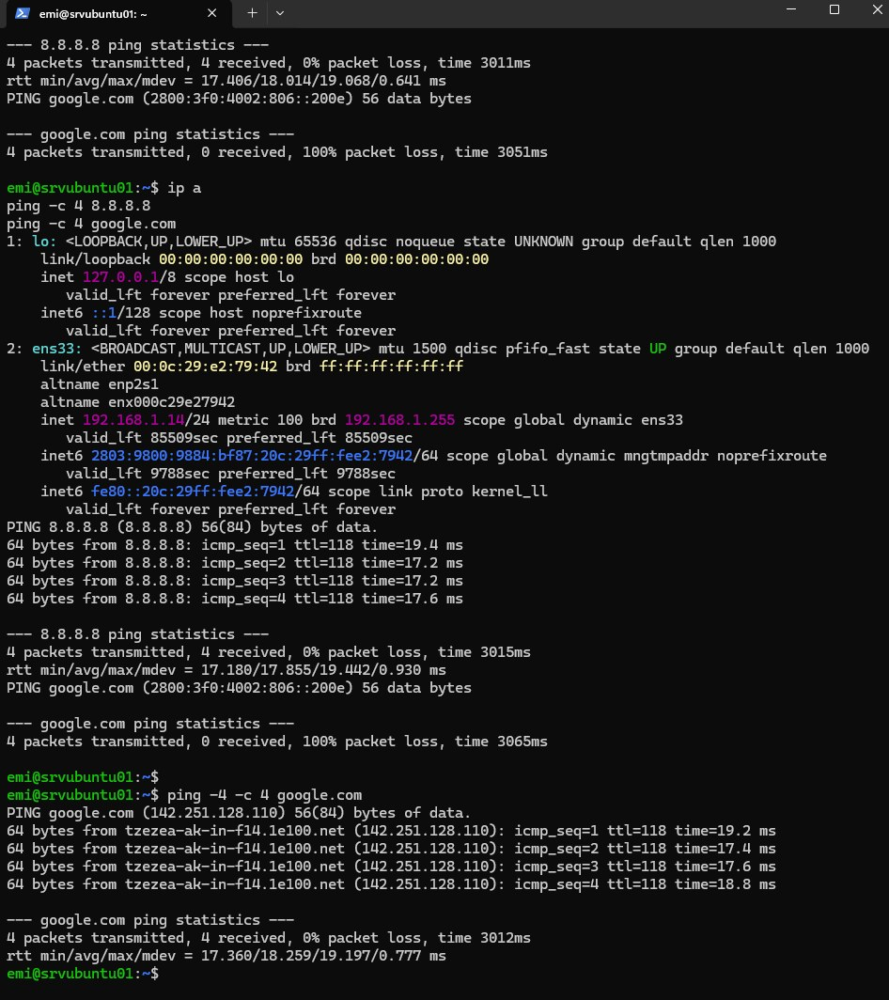 emi@srvubuntu01: ~
--- 8.8.8.8 ping statistics ---
4 packets transmitted, 4 received, 0% packet loss, time 3011ms
rtt min/avg/max/mdev = 17.406/18.014/19.068/0.641 ms
PING google.com (2800:3f0:4002:806::200e) 56 data bytes
--- google.com ping statistics ---
4 packets transmitted, 0 received, 100% packet loss, time 3051ms
emi@srvubuntu01:~$ ip a
ping -c 4 8.8.8.8
ping -c 4 google.com
1: lo: <LOOPBACK,UP,LOWER_UP> mtu 65536 qdisc noqueue state UNKNOWN group default qlen 1000
link/loopback 00:00:00:00:00:00 brd 00:00:00:00:00:00
inet 127.0.0.1/8 scope host lo
valid_lft forever preferred_lft forever
inet6 ::1/128 scope host noprefixroute
valid_lft forever preferred_lft forever
2: ens33: <BROADCAST,MULTICAST,UP,LOWER_UP> mtu 1500 qdisc pfifo_fast state UP group default qlen 1000
link/ether 00:0c:29:e2:79:42 brd ff:ff:ff:ff:ff:ff
altname enp2s1
altname enx000c29e27942
inet 192.168.1.14/24 metric 100 brd 192.168.1.255 scope global dynamic ens33
valid_lft 85509sec preferred_lft 85509sec
inet6 2803:9800:9884:bf87:20c:29ff:fee2:7942/64 scope global dynamic mngtmpaddr noprefixroute
valid_lft 9788sec preferred_lft 9788sec
inet6 fe80::20c:29ff:fee2:7942/64 scope link proto kernel_ll
valid_lft forever preferred_lft forever
PING 8.8.8.8 (8.8.8.8) 56(84) bytes of data.
64 bytes from 8.8.8.8: icmp_seq=1 ttl=118 time=19.4 ms
64 bytes from 8.8.8.8: icmp_seq=2 ttl=118 time=17.2 ms
64 bytes from 8.8.8.8: icmp_seq=3 ttl=118 time=17.2 ms
64 bytes from 8.8.8.8: icmp_seq=4 ttl=118 time=17.6 ms
--- 8.8.8.8 ping statistics ---
4 packets transmitted, 4 received, 0% packet loss, time 3015ms
rtt min/avg/max/mdev = 17.180/17.855/19.442/0.930 ms
PING google.com (2800:3f0:4002:806::200e) 56 data bytes
--- google.com ping statistics ---
4 packets transmitted, 0 received, 100% packet loss, time 3065ms
emi@srvubuntu01:~$
emi@srvubuntu01:~$ ping -4 -c 4 google.com
PING google.com (142.251.128.110) 56(84) bytes of data.
64 bytes from tzezea-ak-in-f14.1e100.net (142.251.128.110): icmp_seq=1 ttl=118 time=19.2 ms
64 bytes from tzezea-ak-in-f14.1e100.net (142.251.128.110): icmp_seq=2 ttl=118 time=17.4 ms
64 bytes from tzezea-ak-in-f14.1e100.net (142.251.128.110): icmp_seq=3 ttl=118 time=17.6 ms
64 bytes from tzezea-ak-in-f14.1e100.net (142.251.128.110): icmp_seq=4 ttl=118 time=18.8 ms
--- google.com ping statistics ---
4 packets transmitted, 4 received, 0% packet loss, time 3012ms
rtt min/avg/max/mdev = 17.360/18.259/19.197/0.777 ms
emi@srvubuntu01:~$